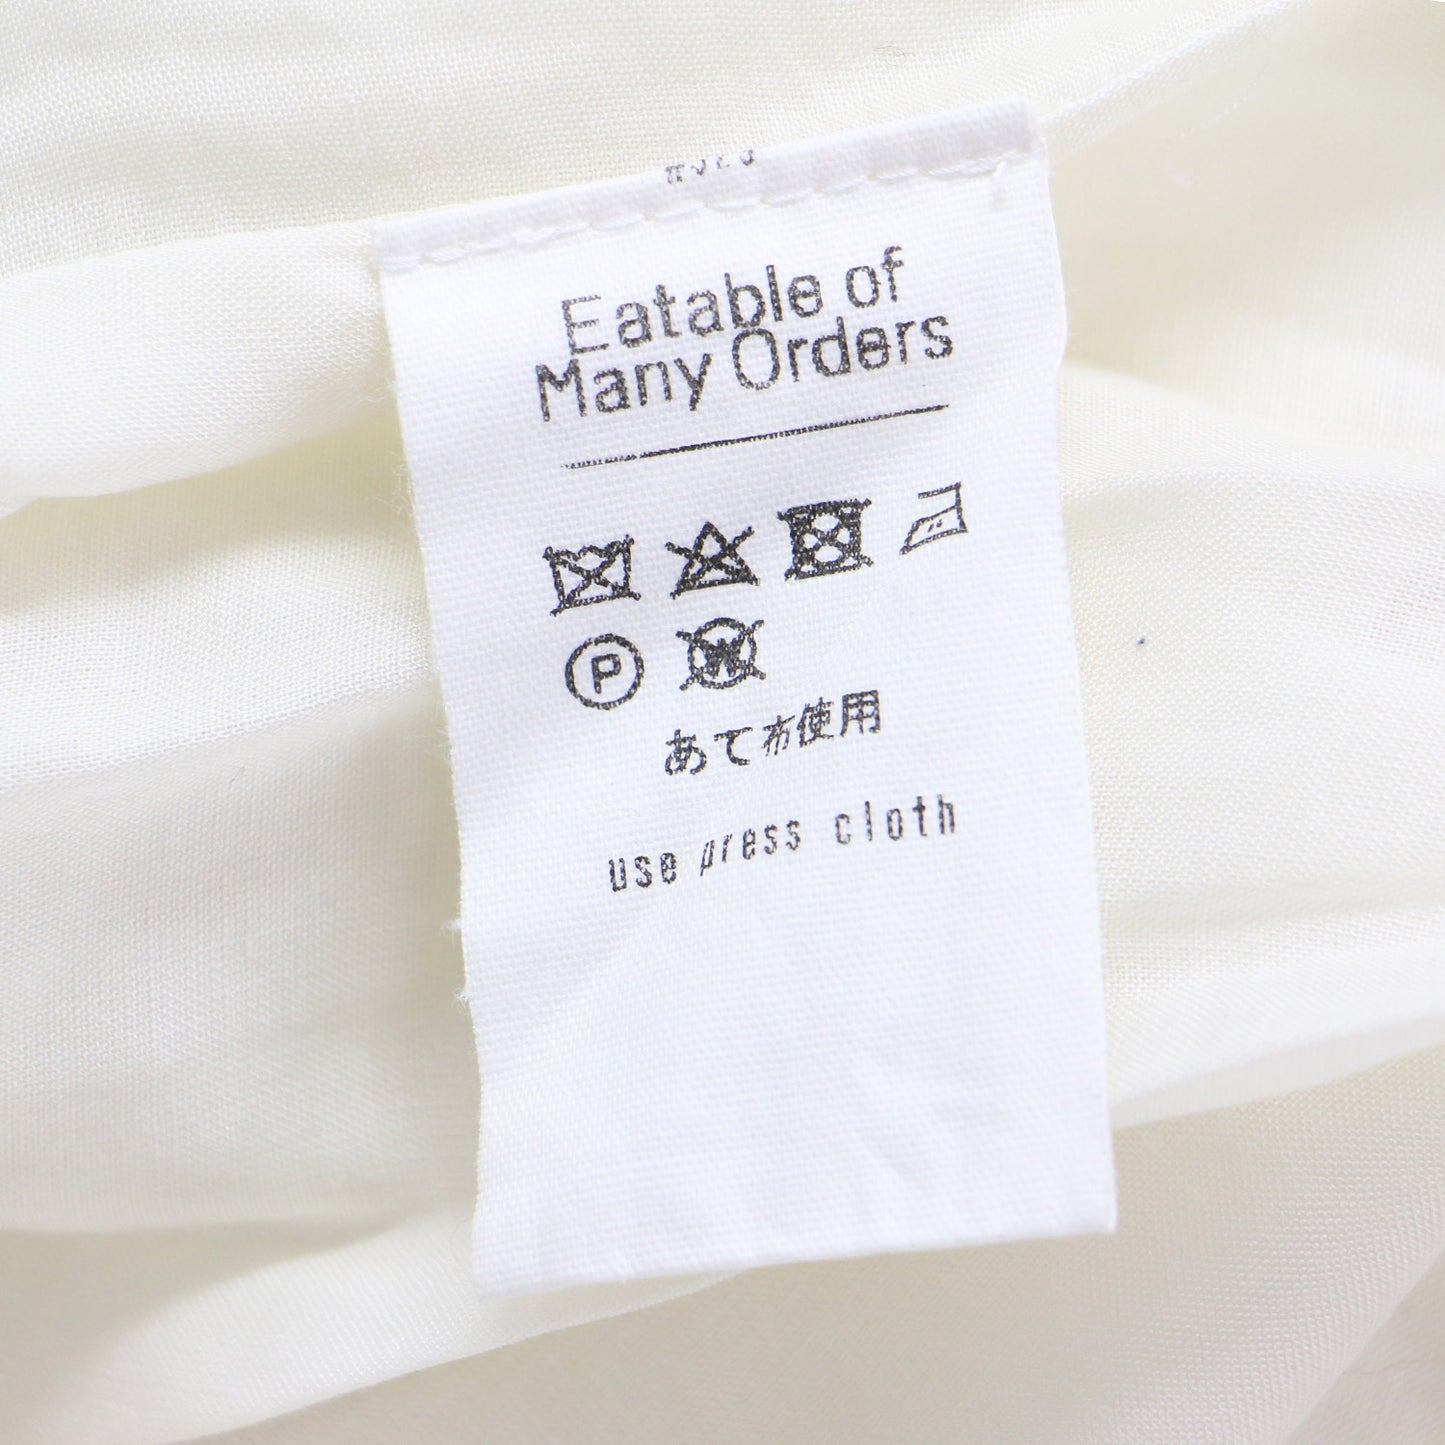 Eatable of
Many Orders
P W
あて布使用
use press cloth